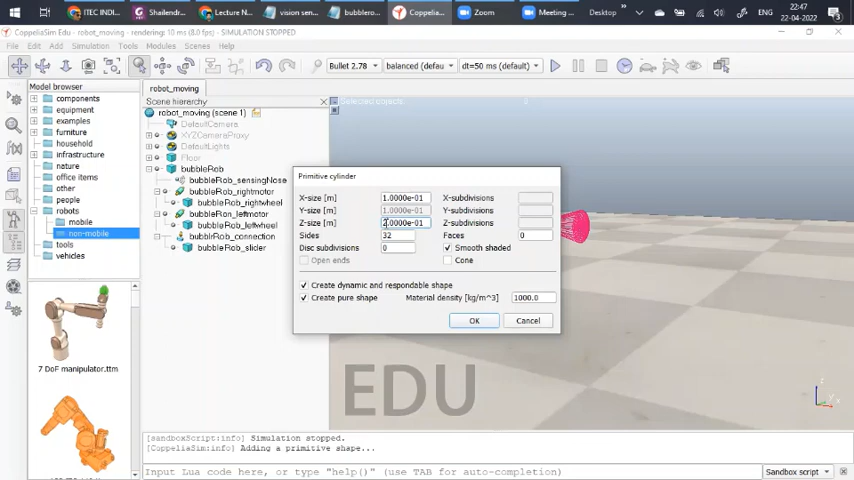 ITEC INDI...
Shailendr...
Lecture N...
vision sen...
bubblero...
Coppelia...
Zoom
Meeting ...
Desktop
ENG
22:47
22-04-2022
CoppeliaSim Edu - robot_moving - rendering: 10 ms (8.0 fps) - SIMULATION STOPPED
File Edit Add Simulation Tools Modules Scenes Help
Bullet 2.78
balanced (defau
dt=50 ms (default)
Model browser
components
equipment
examples
furniture
household
infrastructure
nature
office items
other
people
robots
mobile
non-mobile
tools
vehicles
7 DoF manipulator.ttm
robot_moving
Scene hierarchy
robot_moving (scene 1)
DefaultCamera
XYZCameraProxy
DefaultLights
Floor
bubbleRob
bubbleRob_sensingNose
bubbleRob_rightmotor
bubbleRob_rightwheel
bubbleRon_leftmotor
bubbleRob_leftwheel
bubblrRob_connection
bubbleRob_slider
Selected objects:
Primitive cylinder
X-size [m] 1.0000e-01 X-subdivisions
Y-size [m] 1.0000e-01 Y-subdivisions
Z-size [m] 2.0000e-01 Z-subdivisions
Sides 32 Faces 0
Disc subdivisions 0 Smooth shaded
Open ends Cone
Create dynamic and respondable shape
Create pure shape Material density [kg/m^3] 1000.0
OK Cancel
EDU
[sandboxScript:info] Simulation stopped.
[CoppeliaSim:info] Adding a primitive shape...
Input Lua code here, or type "help()" (use TAB for auto-completion)
Sandbox script